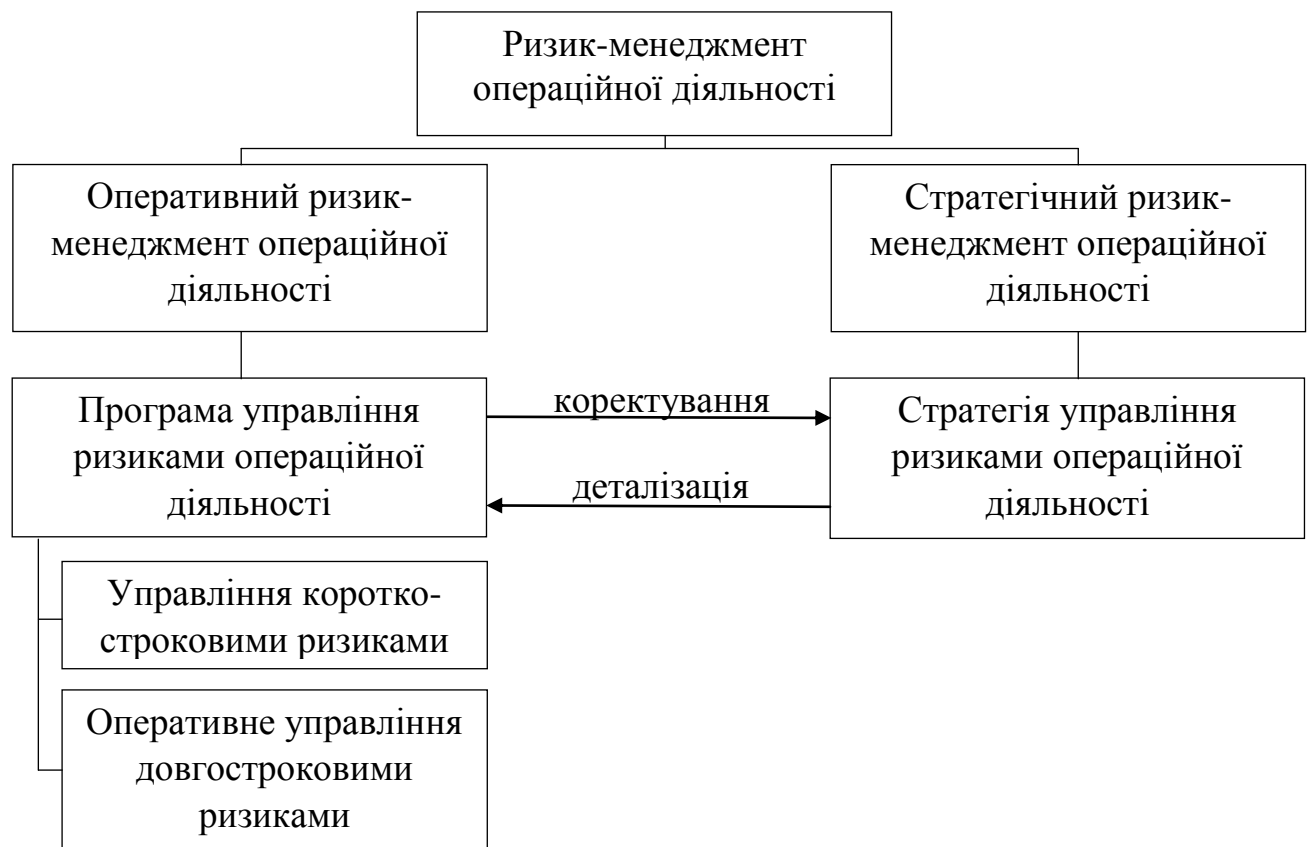 Ризик-менеджмент
операційної діяльності
Оперативний ризик-
менеджмент операційної
діяльності
Стратегічний ризик-
менеджмент операційної
діяльності
Програма управління
ризиками операційної
діяльності
коректування
деталізація
Стратегія управління
ризиками операційної
діяльності
Управління коротко-
строковими ризиками
Оперативне управління
довгостроковими
ризиками